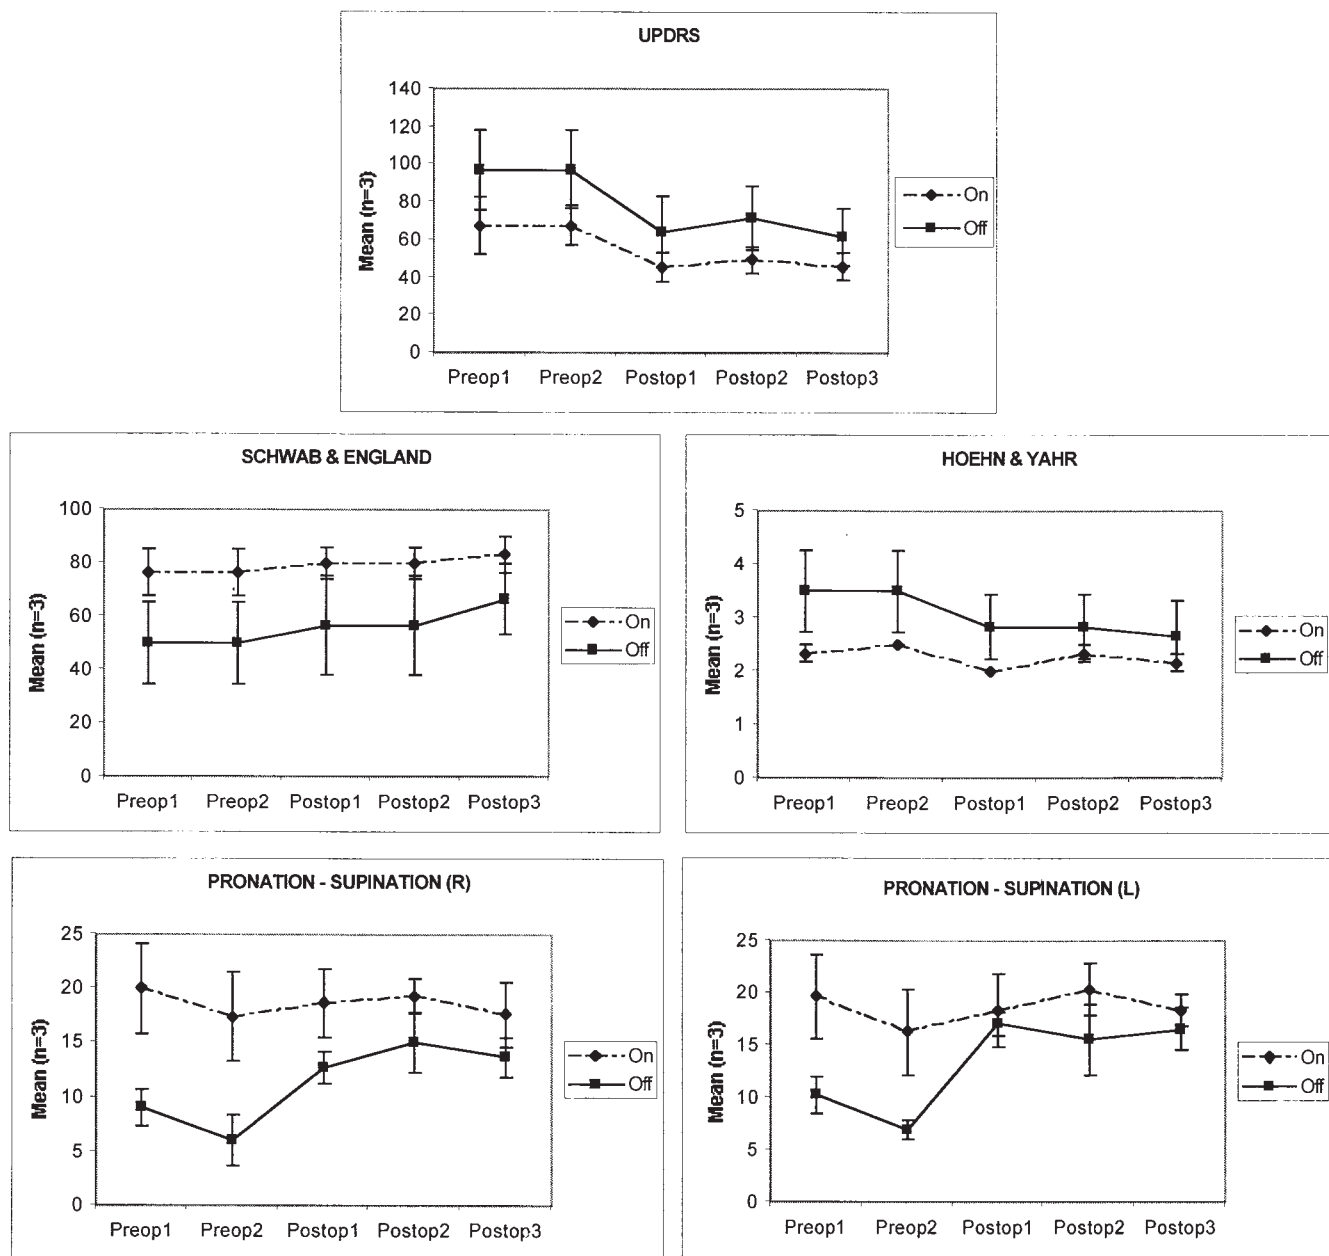 UPDRS
Mean (n=3)
140
120
100
80
60
40
20
0
Preop1 Preop2 Postop1 Postop2 Postop3
On
Off
SCHWAB & ENGLAND
Mean (n=3)
100
80
60
40
20
0
Preop1 Preop2 Postop1 Postop2 Postop3
On
Off
HOEHN & YAHR
Mean (n=3)
5
4
3
2
1
0
Preop1 Preop2 Postop1 Postop2 Postop3
On
Off
PRONATION - SUPINATION (R)
Mean (n=3)
25
20
15
10
5
0
Preop1 Preop2 Postop1 Postop2 Postop3
On
Off
PRONATION - SUPINATION (L)
Mean (n=3)
25
20
15
10
5
0
Preop1 Preop2 Postop1 Postop2 Postop3
On
Off